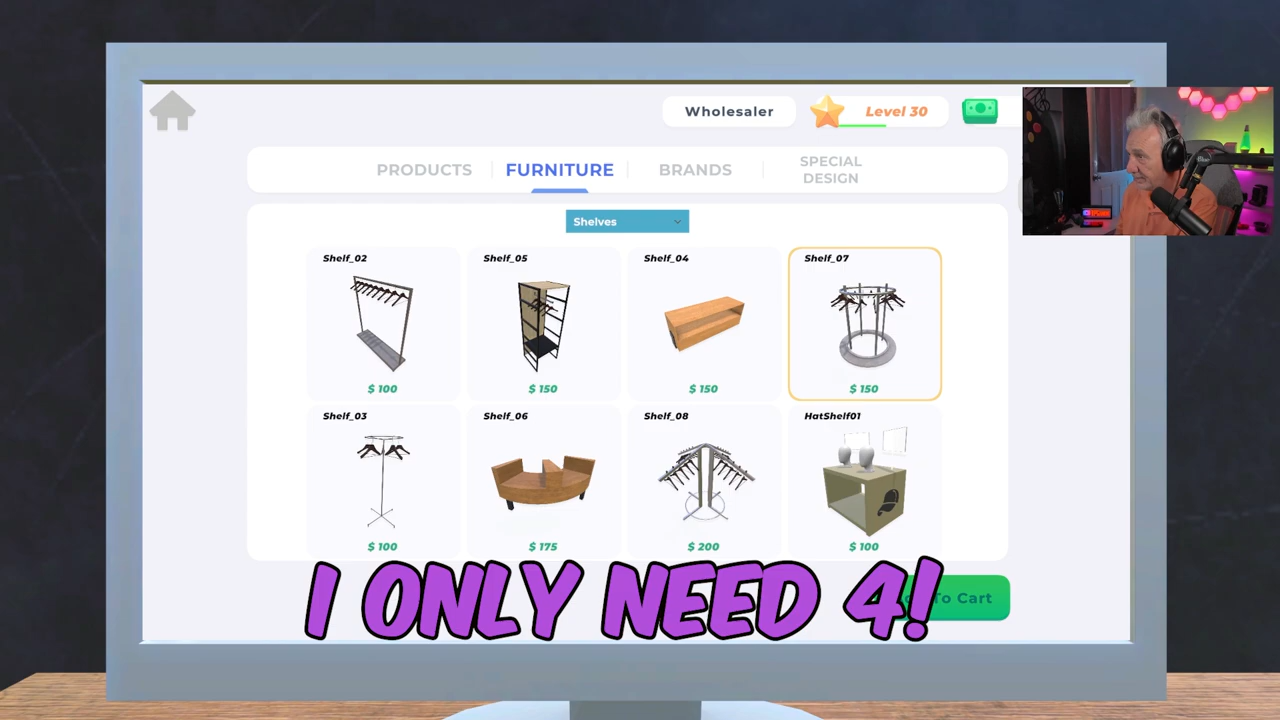 Wholesaler
Level 30
PRODUCTS
FURNITURE
BRANDS
SPECIAL
DESIGN
Shelves
Shelf_02
Shelf_05
Shelf_04
Shelf_07
$ 100
$ 150
$ 150
$ 150
Shelf_03
Shelf_06
Shelf_08
HatShelf01
$ 100
$ 175
$ 200
$ 100
To Cart
I ONLY NEED 4!